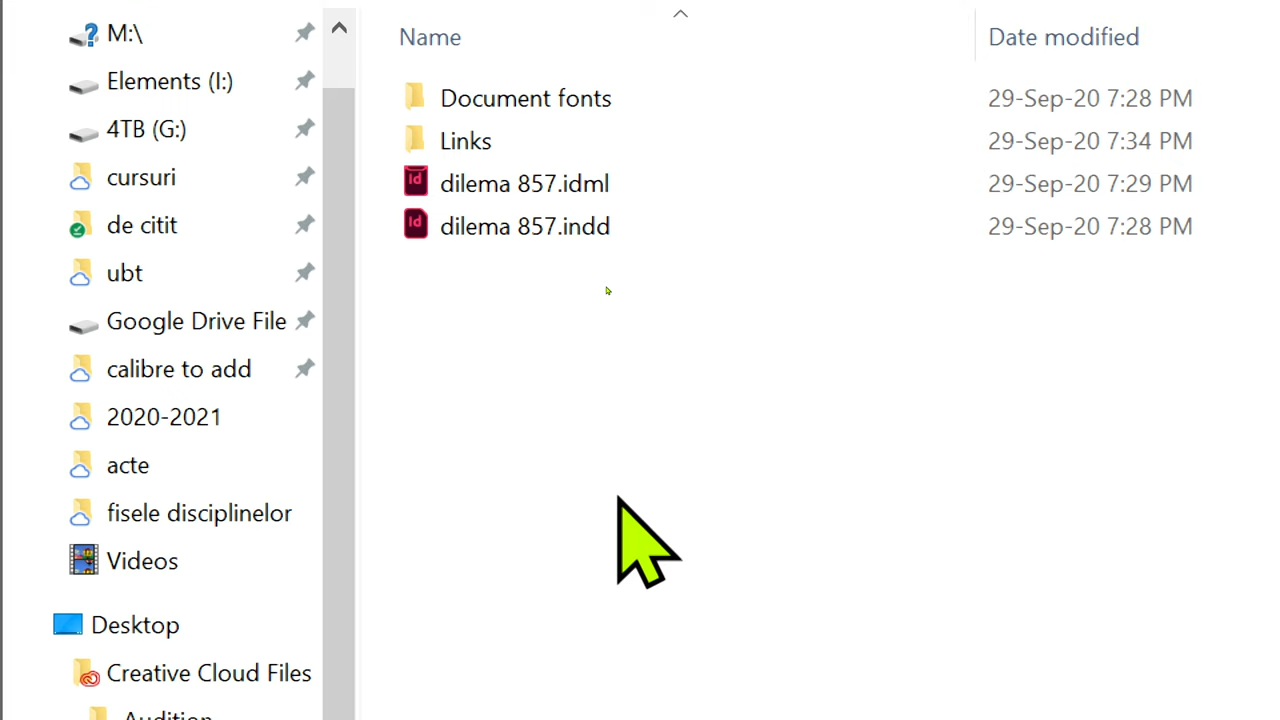 M:\
Elements (I:)
4TB (G:)
cursuri
de citit
ubt
Google Drive File
calibre to add
2020-2021
acte
fisele disciplinelor
Videos
Desktop
Creative Cloud Files
Audition
Name
Date modified
Document fonts
29-Sep-20 7:28 PM
Links
29-Sep-20 7:34 PM
Id
dilema 857.idml
29-Sep-20 7:29 PM
Id
dilema 857.indd
29-Sep-20 7:28 PM